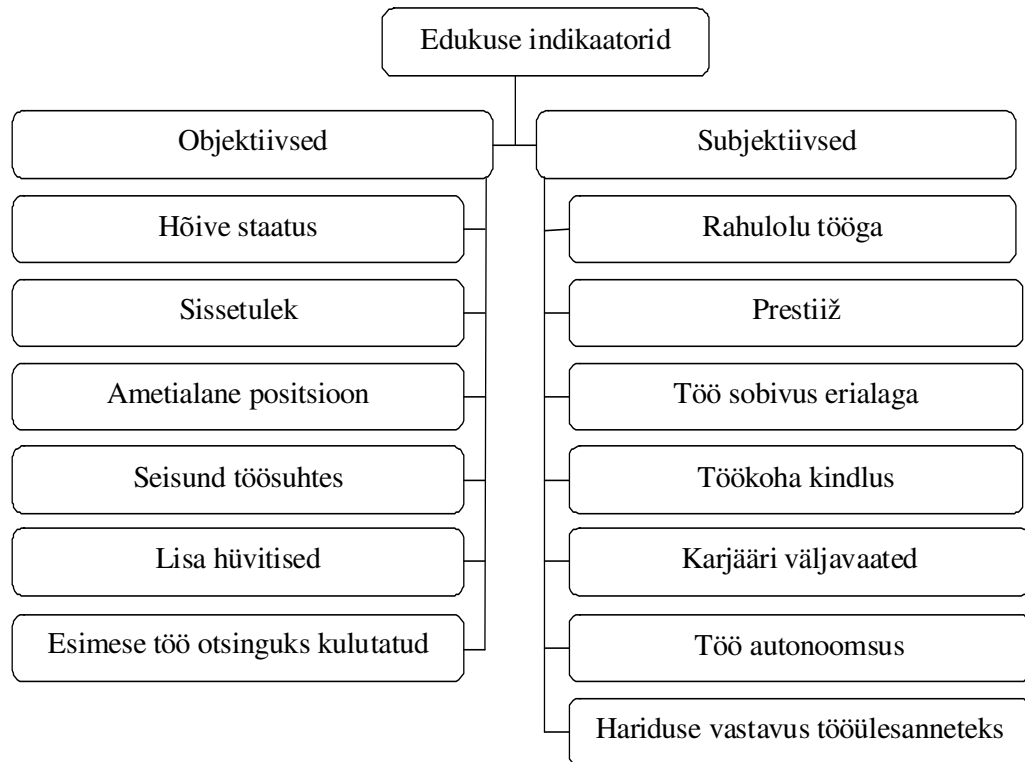 Edukuse indikaatorid
Objektiivsed
Hõive staatus
Sissetulek
Ametialane positsioon
Seisund töösuhtes
Lisa hüvitised
Esimese töö otsinguks kulutatud
Subjektiivsed
Rahulolu tööga
Prestiiž
Töö sobivus erialaga
Töökoha kindlus
Karjääri väljavaated
Töö autonoomsus
Hariduse vastavus tööülesanneteks